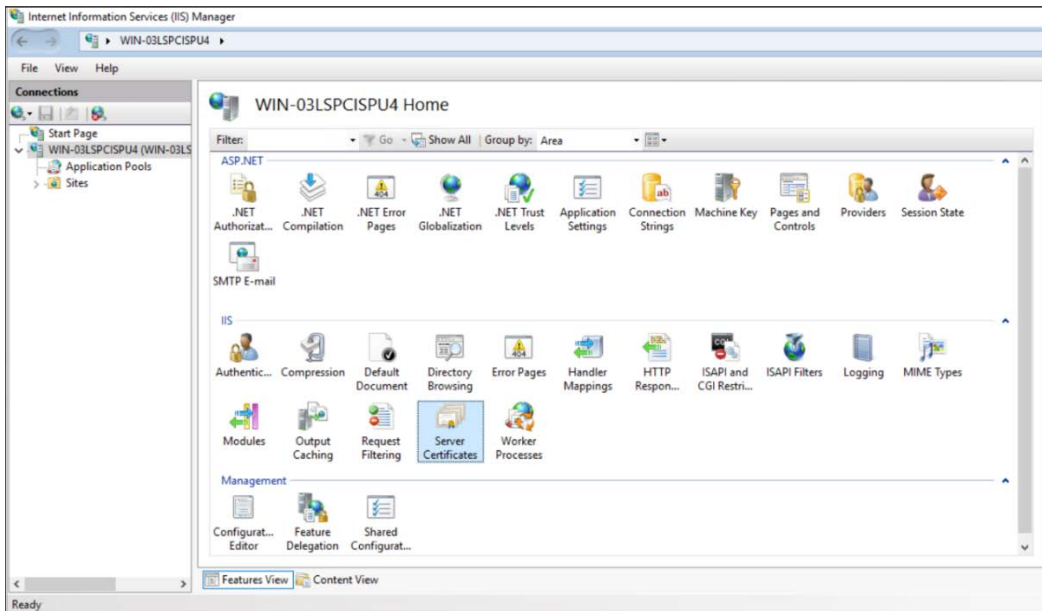 Internet Information Services (IIS) Manager
WIN-03LSPCISPU4
File View Help
Connections
Start Page
WIN-03LSPCISPU4 (WIN-03LS
Application Pools
Sites
WIN-03LSPCISPU4 Home
Filter: Go Show All Group by: Area
ASP.NET
.NET Authorizat...
.NET Compilation
.NET Error Pages
.NET Globalization
.NET Trust Levels
Application Settings
Connection Strings
Machine Key
Pages and Controls
Providers
Session State
SMTP E-mail
IIS
Authentic...
Compression
Default Document
Directory Browsing
Error Pages
Handler Mappings
HTTP Respon...
ISAPI and CGI Restri...
ISAPI Filters
Logging
MIME Types
Modules
Output Caching
Request Filtering
Server Certificates
Worker Processes
Management
Configurat... Editor
Feature Delegation
Shared Configurat...
Features View Content View
Ready